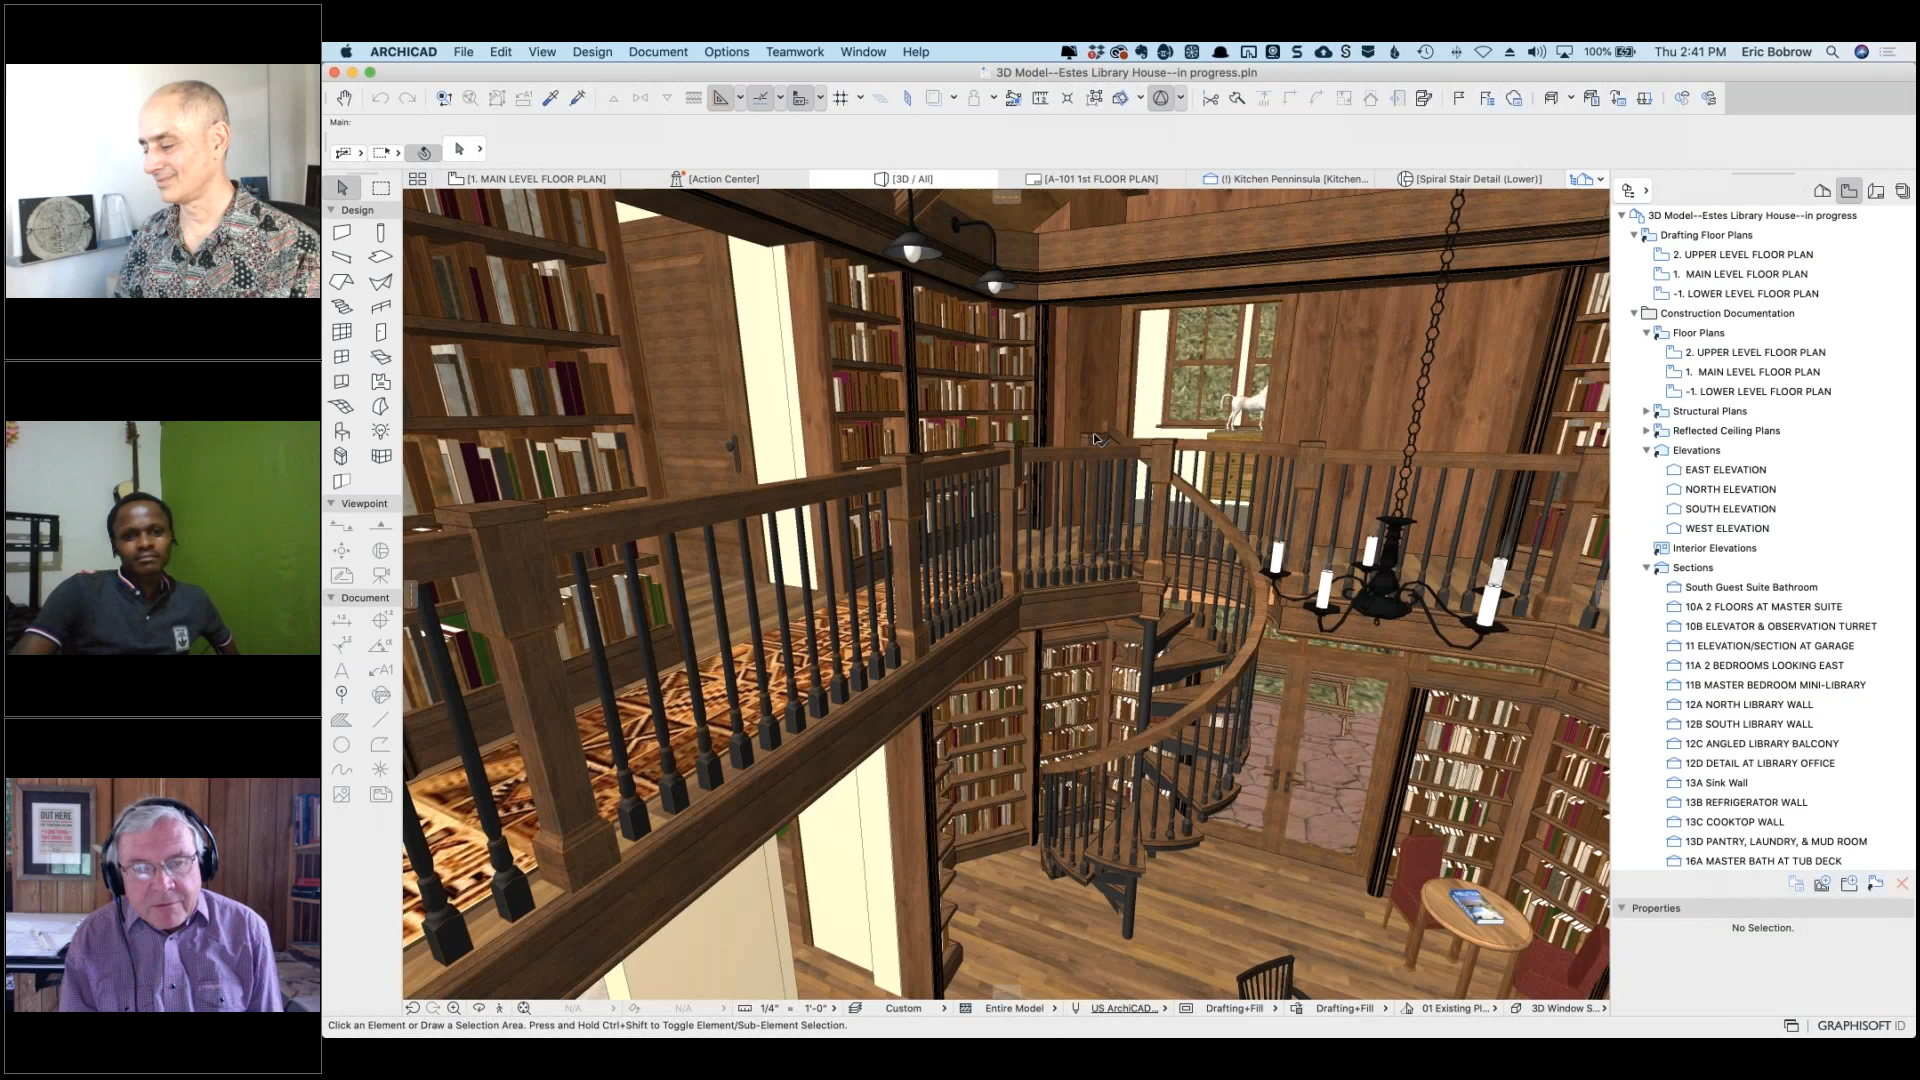 ARCHICAD File Edit View Design Document Options Teamwork Window Help
100% Thu 2:41 PM Eric Bobrow
3D Model--Estes Library House--in progress.pln
Main:
[1. MAIN LEVEL FLOOR PLAN]
[Action Center]
[3D / All]
[A-101 1st FLOOR PLAN]
(!) Kitchen Penninsula [Kitchen...
[Spiral Stair Detail (Lower)]
Design
Viewpoint
Document
3D Model--Estes Library House--in progress
Drafting Floor Plans
2. UPPER LEVEL FLOOR PLAN
1. MAIN LEVEL FLOOR PLAN
-1. LOWER LEVEL FLOOR PLAN
Construction Documentation
Floor Plans
2. UPPER LEVEL FLOOR PLAN
1. MAIN LEVEL FLOOR PLAN
-1. LOWER LEVEL FLOOR PLAN
Structural Plans
Reflected Ceiling Plans
Elevations
EAST ELEVATION
NORTH ELEVATION
SOUTH ELEVATION
WEST ELEVATION
Interior Elevations
Sections
South Guest Suite Bathroom
10A 2 FLOORS AT MASTER SUITE
10B ELEVATOR & OBSERVATION TURRET
11 ELEVATION/SECTION AT GARAGE
11A 2 BEDROOMS LOOKING EAST
11B MASTER BEDROOM MINI-LIBRARY
12A NORTH LIBRARY WALL
12B SOUTH LIBRARY WALL
12C ANGLED LIBRARY BALCONY
12D DETAIL AT LIBRARY OFFICE
13A Sink Wall
13B REFRIGERATOR WALL
13C COOKTOP WALL
13D PANTRY, LAUNDRY, & MUD ROOM
16A MASTER BATH AT TUB DECK
Properties
No Selection.
OUT HERE
N/A
N/A
1/4" = 1'-0"
Custom
Entire Model
US ArchiCAD...
Drafting+Fill
Drafting+Fill
01 Existing Pl...
3D Window S...
Click an Element or Draw a Selection Area. Press and Hold Ctrl+Shift to Toggle Element/Sub-Element Selection.
GRAPHISOFT ID